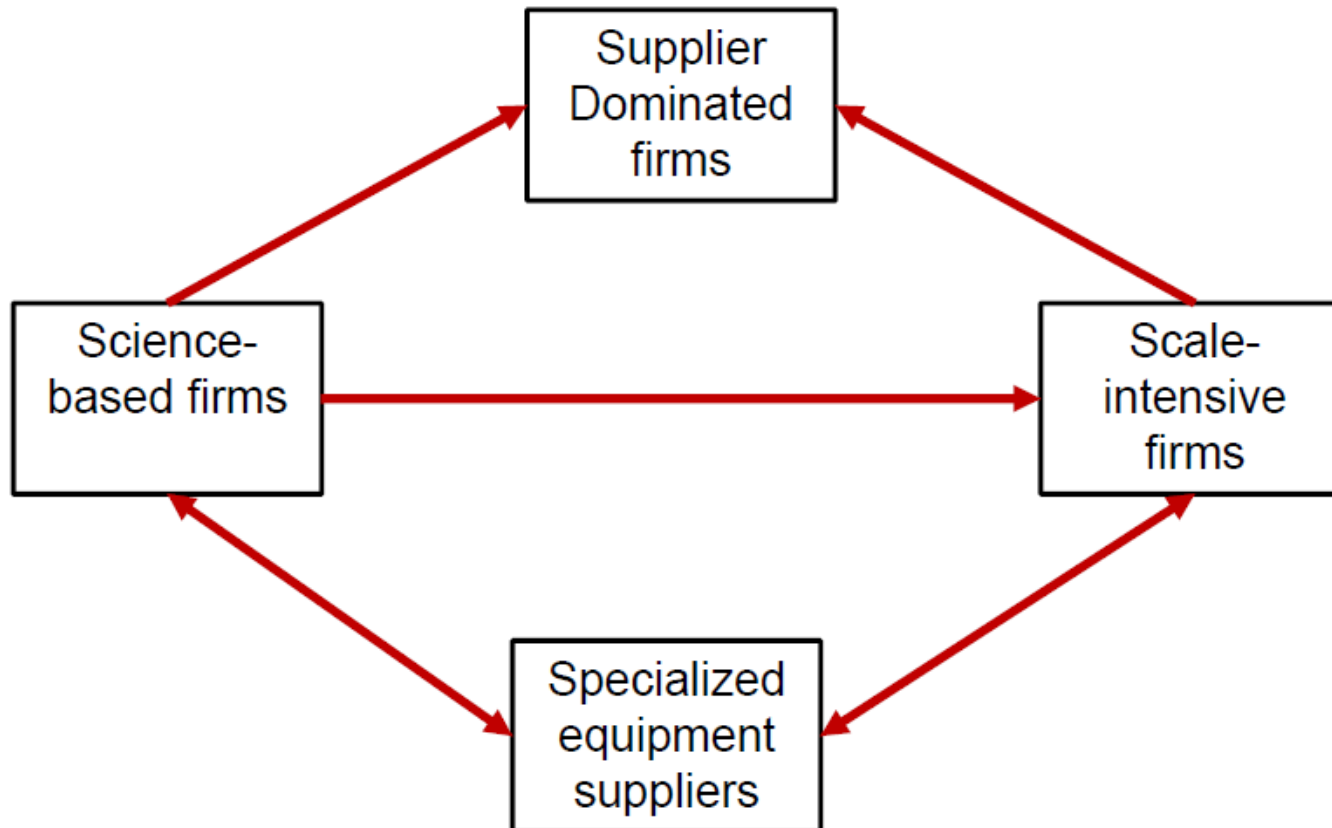 Supplier
Dominated
firms
Science-
based firms
Scale-
intensive
firms
Specialized
equipment
suppliers